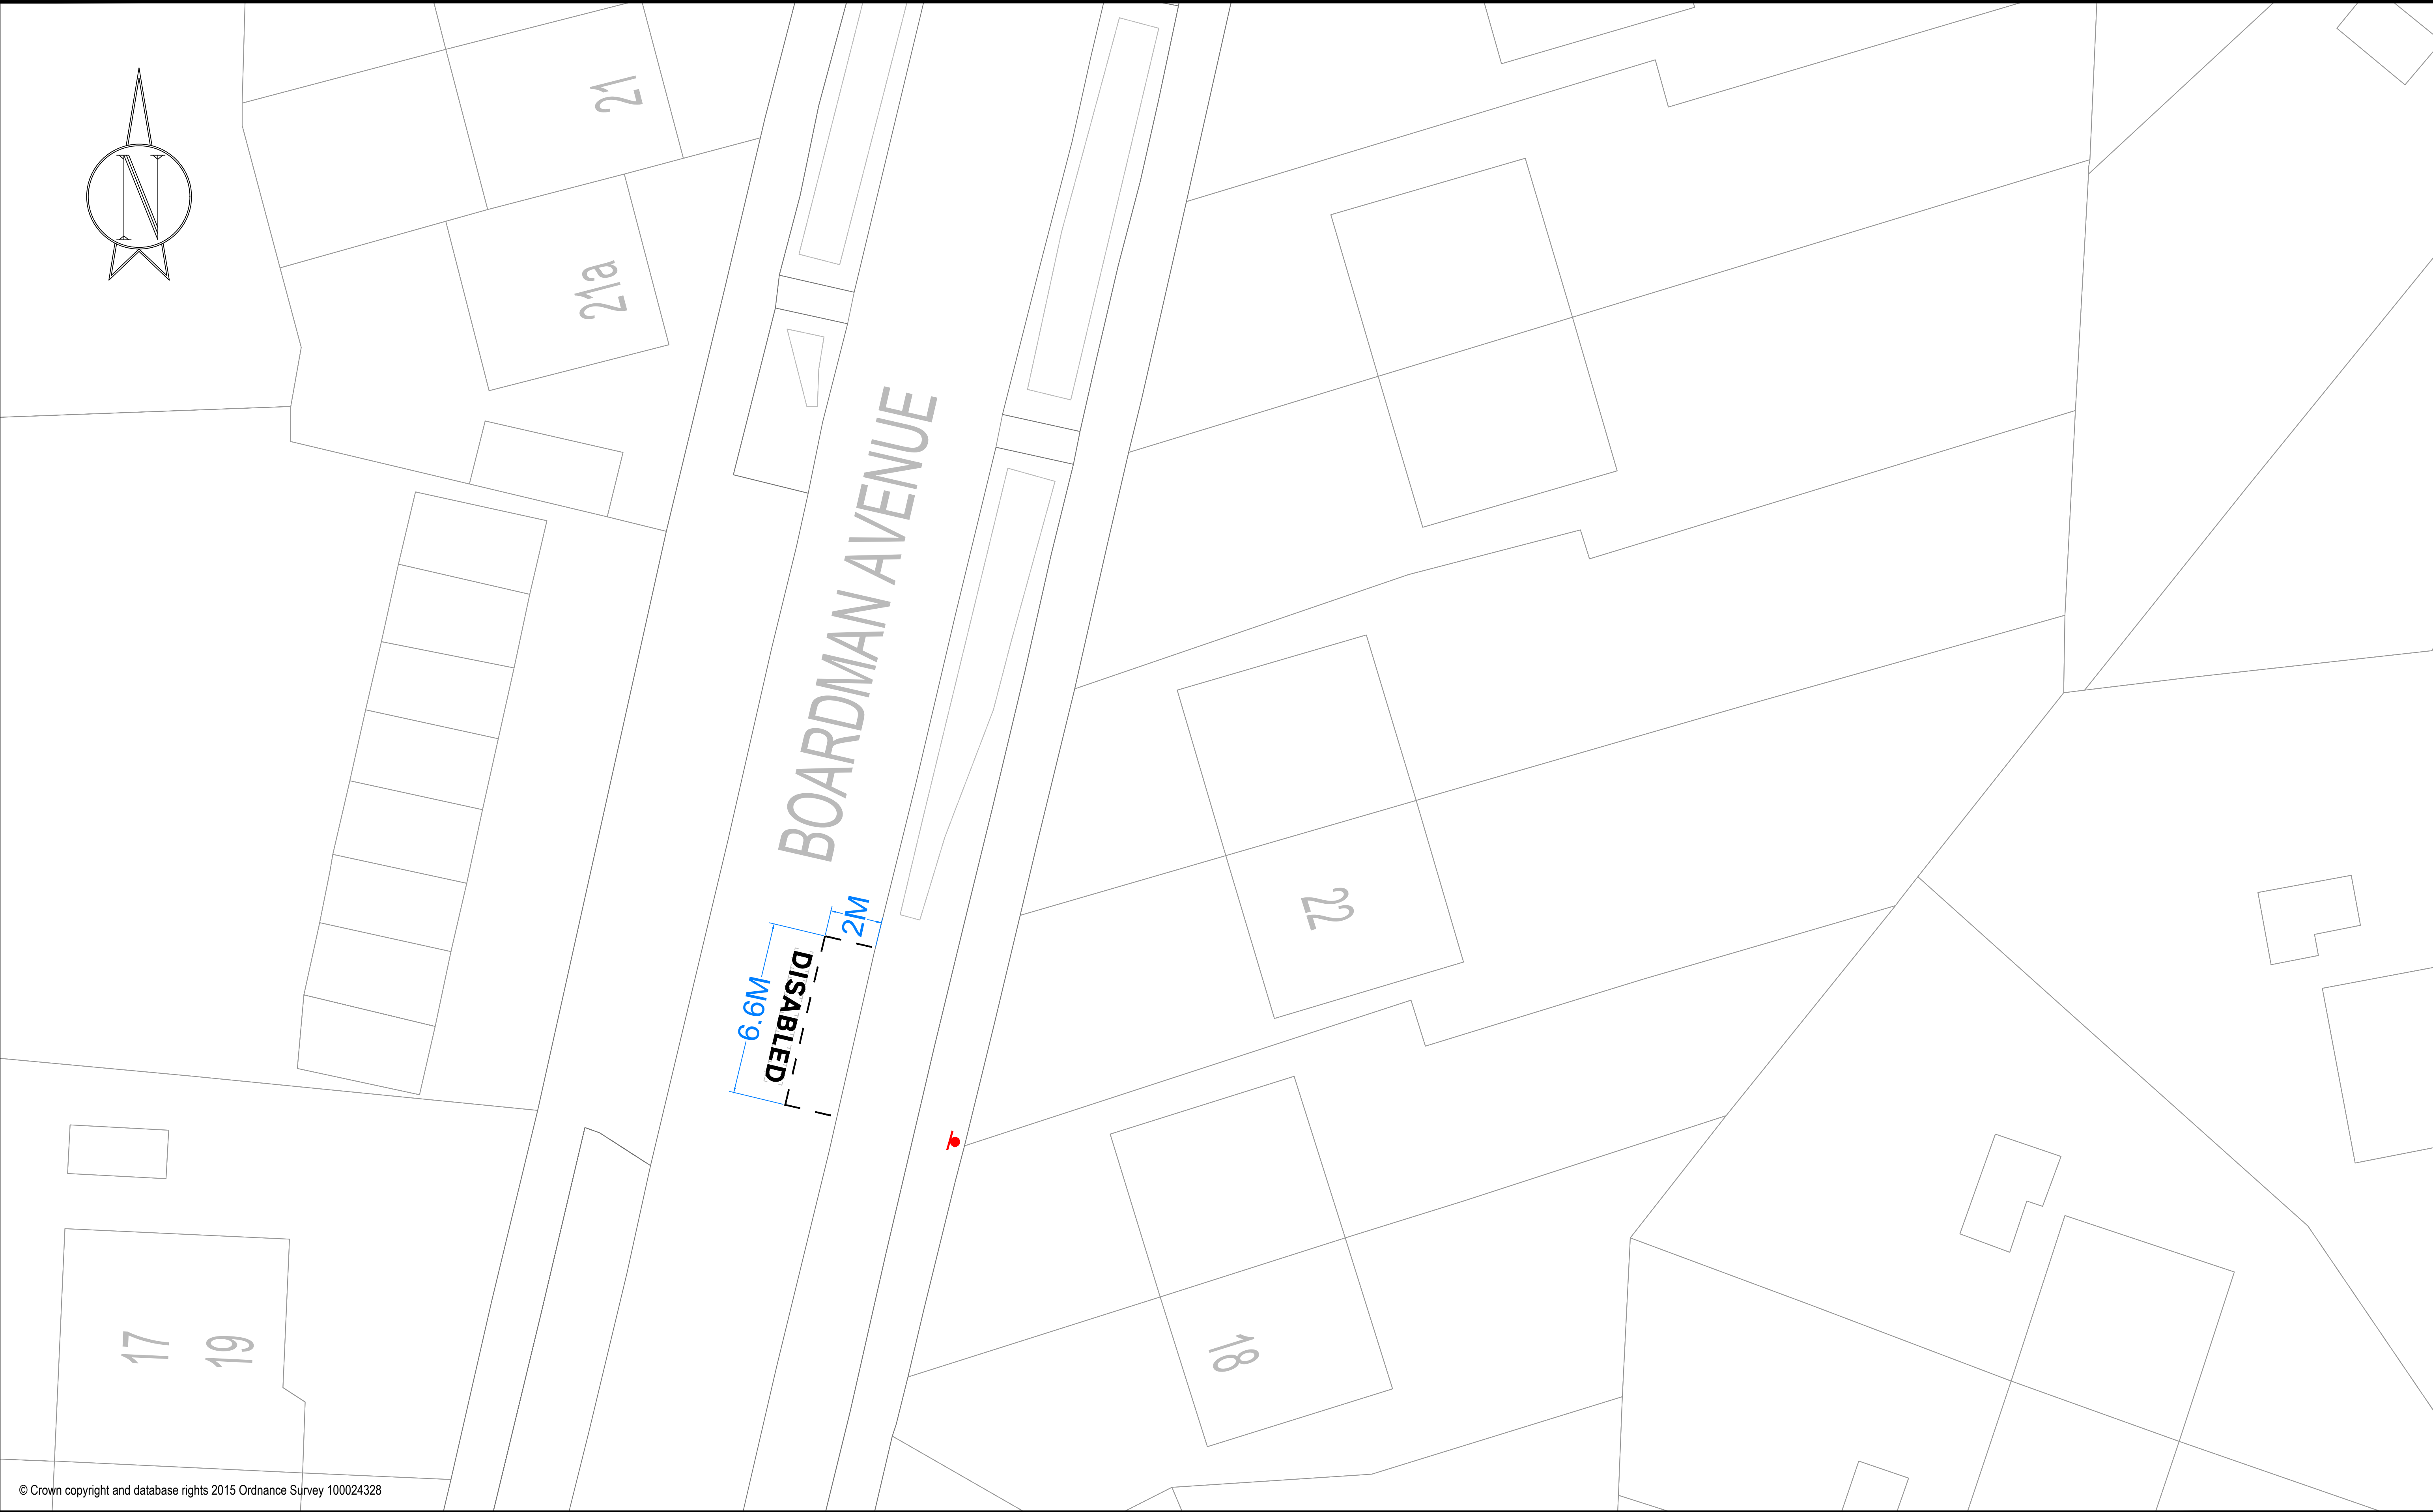 N
21
21a
BOARDMAN AVENUE
2M
6.6M
DISABLED
22
17
19
18
© Crown copyright and database rights 2015 Ordnance Survey 100024328